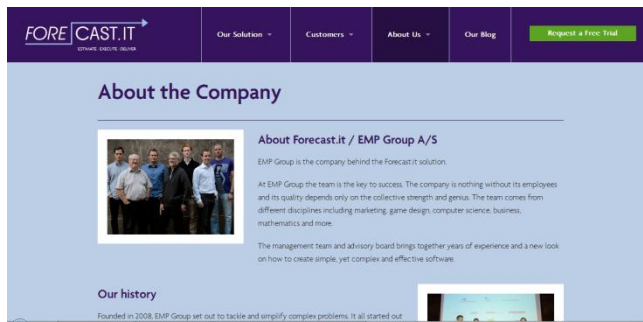 FORE CAST.IT
ESTIMATE · EXECUTE · DELIVER
Our Solution
Customers
About Us
Our Blog
Request a Free Trial
About the Company
About Forecast.it / EMP Group A/S
EMP Group is the company behind the Forecast.it solution.
At EMP Group the team is the key to success. The company is nothing without its employees
and its quality depends only on the collective strength and genius. The team comes from
different disciplines including marketing, game design, computer science, business,
mathematics and more.
The management team and advisory board brings together years of experience and a new look
on how to create simple, yet complex and effective software.
Our history
Founded in 2008, EMP Group set out to tackle and simplify complex problems. It all started out